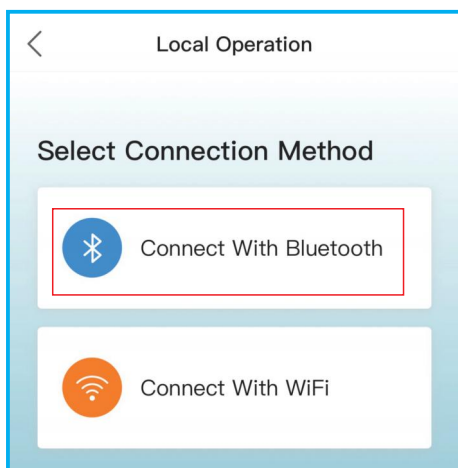 Local Operation
Select Connection Method
Connect With Bluetooth
Connect With WiFi